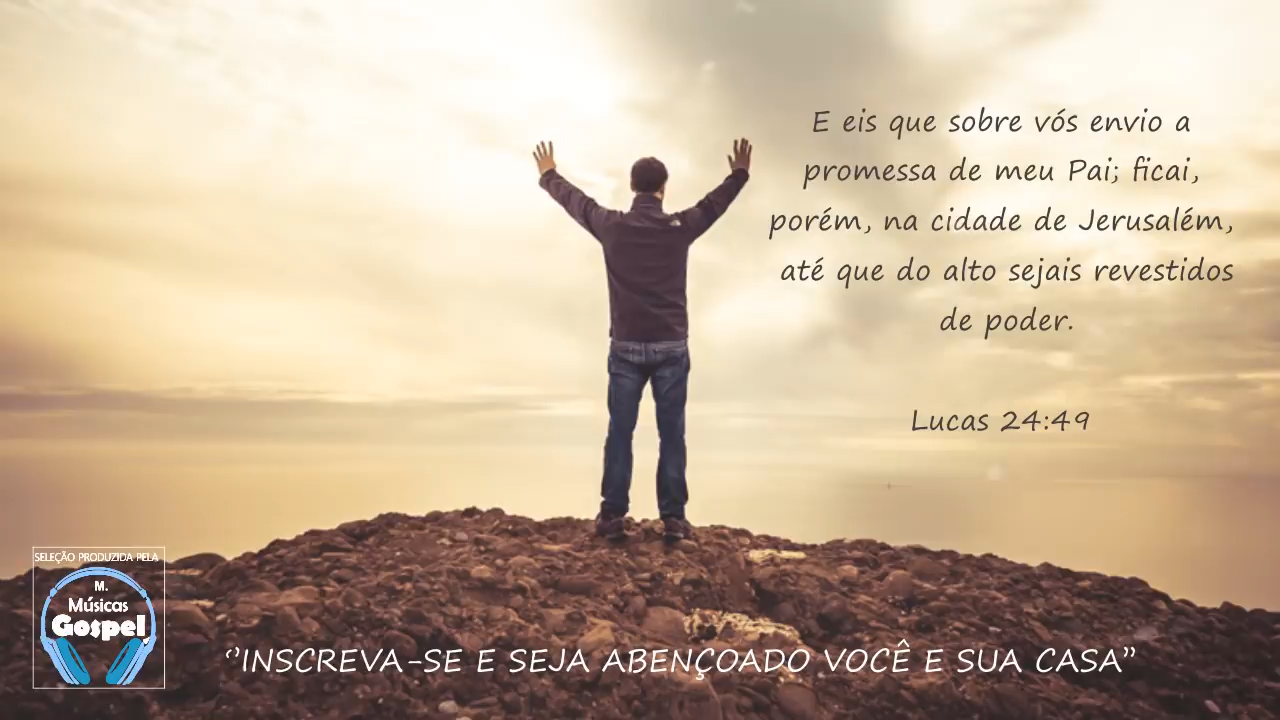 E eis que sobre vós envio a
promessa de meu Pai; ficai,
porém, na cidade de Jerusalém,
até que do alto sejais revestidos
de poder.
Lucas 24:49
SELEÇÃO PRODUZIDA PELA
M.
Músicas
Gospel
“INSCREVA-SE E SEJA ABENÇOADO VOCÊ E SUA CASA”